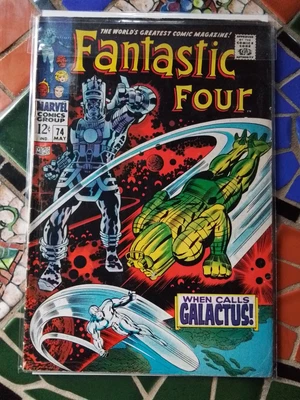 THE WORLD'S GREATEST COMIC MAGAZINE!
FANTASTIC
FOUR
MARVEL
COMICS
GROUP
12¢
74
MAY
WHEN CALLS
GALACTUS!